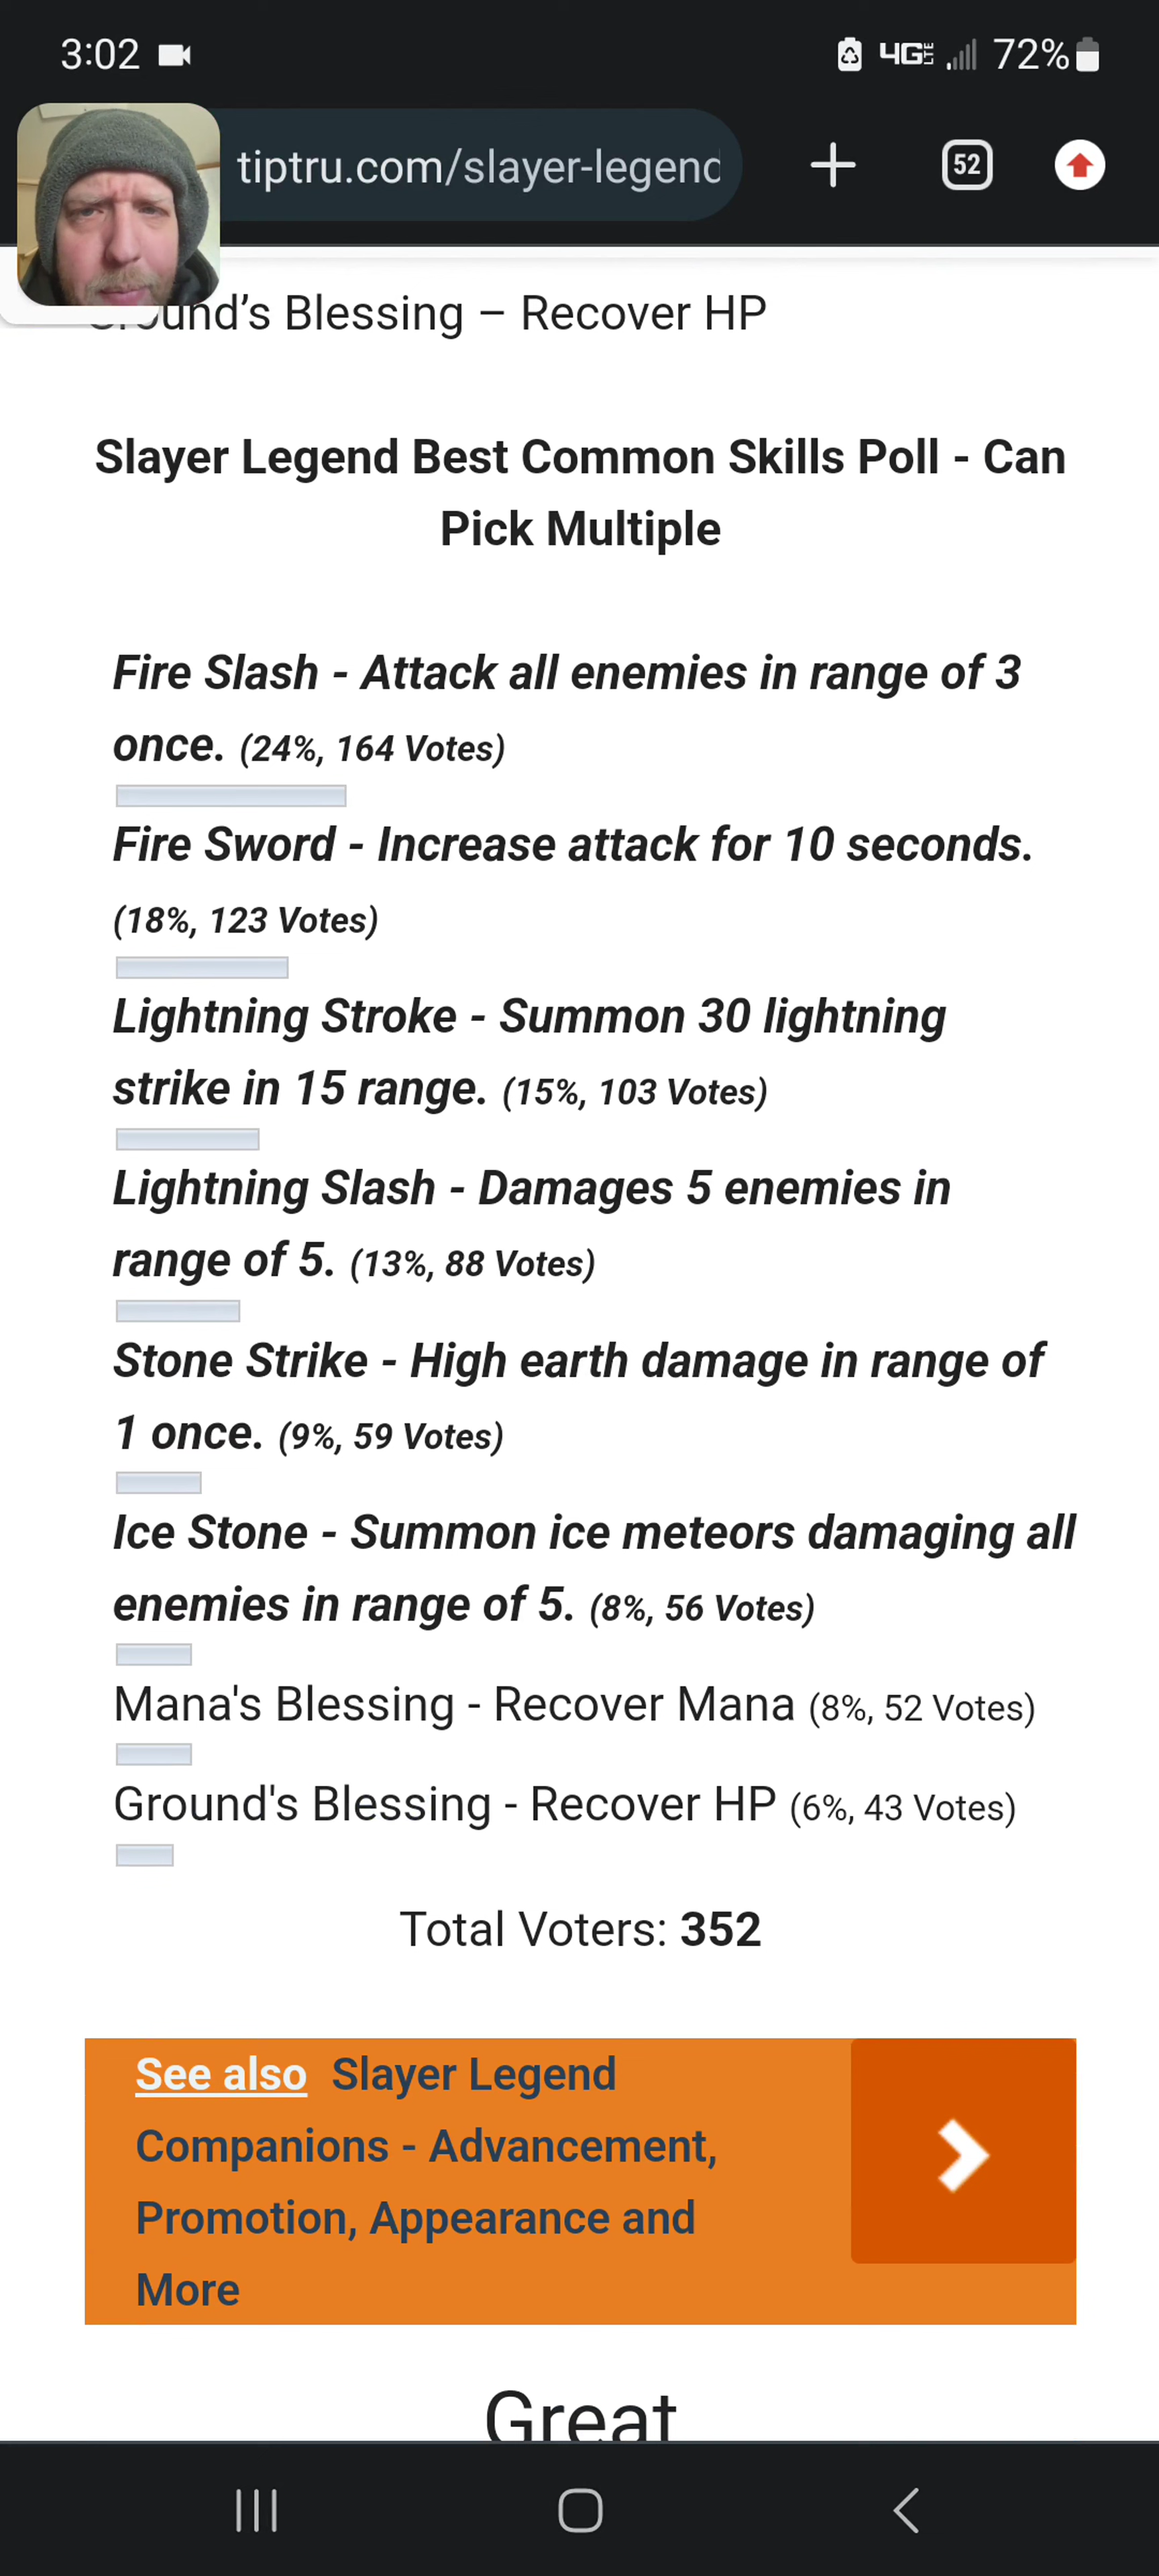 3:02 4G LTE 72%
tiptru.com/slayer-legend 52
Ground’s Blessing – Recover HP
Slayer Legend Best Common Skills Poll - Can
Pick Multiple
Fire Slash - Attack all enemies in range of 3
once. (24%, 164 Votes)
Fire Sword - Increase attack for 10 seconds.
(18%, 123 Votes)
Lightning Stroke - Summon 30 lightning
strike in 15 range. (15%, 103 Votes)
Lightning Slash - Damages 5 enemies in
range of 5. (13%, 88 Votes)
Stone Strike - High earth damage in range of
1 once. (9%, 59 Votes)
Ice Stone - Summon ice meteors damaging all
enemies in range of 5. (8%, 56 Votes)
Mana's Blessing - Recover Mana (8%, 52 Votes)
Ground's Blessing - Recover HP (6%, 43 Votes)
Total Voters: 352
See also Slayer Legend
Companions - Advancement,
Promotion, Appearance and
More
Great